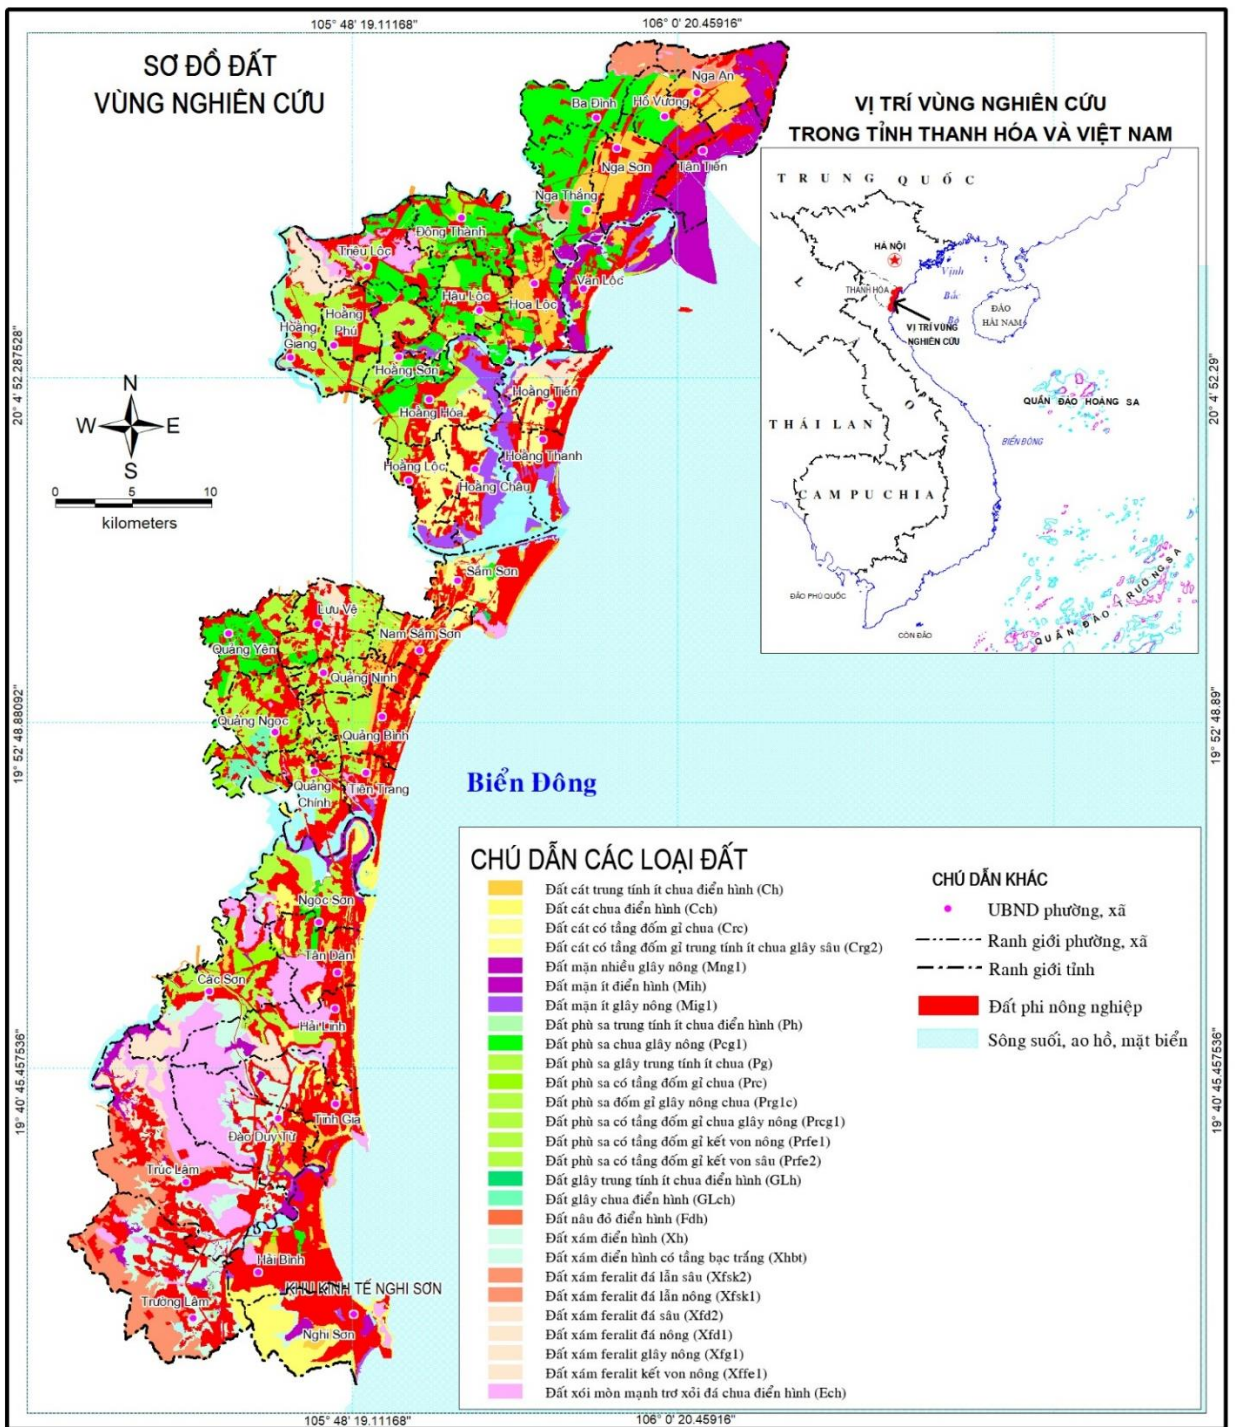 105° 48' 19.11168"
106° 0' 20.45916"
SƠ ĐỒ ĐẤT
VÙNG NGHIÊN CỨU
VỊ TRÍ VÙNG NGHIÊN CỨU
TRONG TỈNH THANH HÓA VÀ VIỆT NAM
TRUNG QUỐC
HÀ NỘI
Vịnh
Bắc
Bộ
THANH HÓA
VỊ TRÍ VÙNG
NGHIÊN CỨU
ĐẢO
HẢI NAM
L
O
QUẦN ĐẢO HOÀNG SA
THÁI LAN
BIỂN ĐÔNG
CAMPUCHIA
ĐẢO PHÚ QUỐC
CÔN ĐẢO
QUẦN ĐẢO TRƯỜNG SA
Nga An
Ba Đình
Hồ Vương
Nga Sơn
Tân Tiến
Nga Thắng
Đông Thành
Triệu Lộc
Vạn Lộc
Hậu Lộc
Hoa Lộc
Hoằng
Phú
Hoằng
Giang
Hoằng Sơn
Hoằng Tiến
Hoằng Hóa
Hoằng Thanh
Hoằng Lộc
Hoằng Châu
N
W
E
S
0
5
10
kilometers
Sầm Sơn
Lưu Vệ
Nam Sầm Sơn
Quảng Yên
Quảng Ninh
Quảng Ngọc
Quảng Bình
Quảng
Chính
Tiên Trang
Biển Đông
Ngọc Sơn
Tân Dân
Các Sơn
Hải Lĩnh
Tĩnh Gia
Đào Duy Từ
Trúc Lâm
Hải Bình
KHU KINH TẾ NGHI SƠN
Trường Lâm
Nghi Sơn
20° 4' 52.287528"
20° 4' 52.29"
19° 52' 48.88092"
19° 52' 48.89"
19° 40' 45.457536"
19° 40' 45.457536"
CHÚ DẪN CÁC LOẠI ĐẤT
Đất cát trung tính ít chua điển hình (Ch)
Đất cát chua điển hình (Cch)
Đất cát có tầng đốm gỉ chua (Crc)
Đất cát có tầng đốm gỉ trung tính ít chua glây sâu (Crg2)
Đất mặn nhiều glây nông (Mng1)
Đất mặn ít điển hình (Mih)
Đất mặn ít glây nông (Mig1)
Đất phù sa trung tính ít chua điển hình (Ph)
Đất phù sa chua glây nông (Pcg1)
Đất phù sa glây trung tính ít chua (Pg)
Đất phù sa có tầng đốm gỉ chua (Prc)
Đất phù sa đốm gỉ glây nông chua (Prg1c)
Đất phù sa có tầng đốm gỉ chua glây nông (Prcg1)
Đất phù sa có tầng đốm gỉ kết von nông (Prfe1)
Đất phù sa có tầng đốm gỉ kết von sâu (Prfe2)
Đất glây trung tính ít chua điển hình (GLh)
Đất glây chua điển hình (GLch)
Đất nâu đỏ điển hình (Fdh)
Đất xám điển hình (Xh)
Đất xám điển hình có tầng bạc trắng (Xhbt)
Đất xám feralit đá lẫn sâu (Xfsk2)
Đất xám feralit đá lẫn nông (Xfsk1)
Đất xám feralit đá sâu (Xfd2)
Đất xám feralit đá nông (Xfd1)
Đất xám feralit glây nông (Xfg1)
Đất xám feralit kết von nông (Xffe1)
Đất xói mòn mạnh trơ xỏi đá chua điển hình (Ech)
CHÚ DẪN KHÁC
UBND phường, xã
Ranh giới phường, xã
Ranh giới tỉnh
Đất phi nông nghiệp
Sông suối, ao hồ, mặt biển
105° 48' 19.11168"
106° 0' 20.45916"